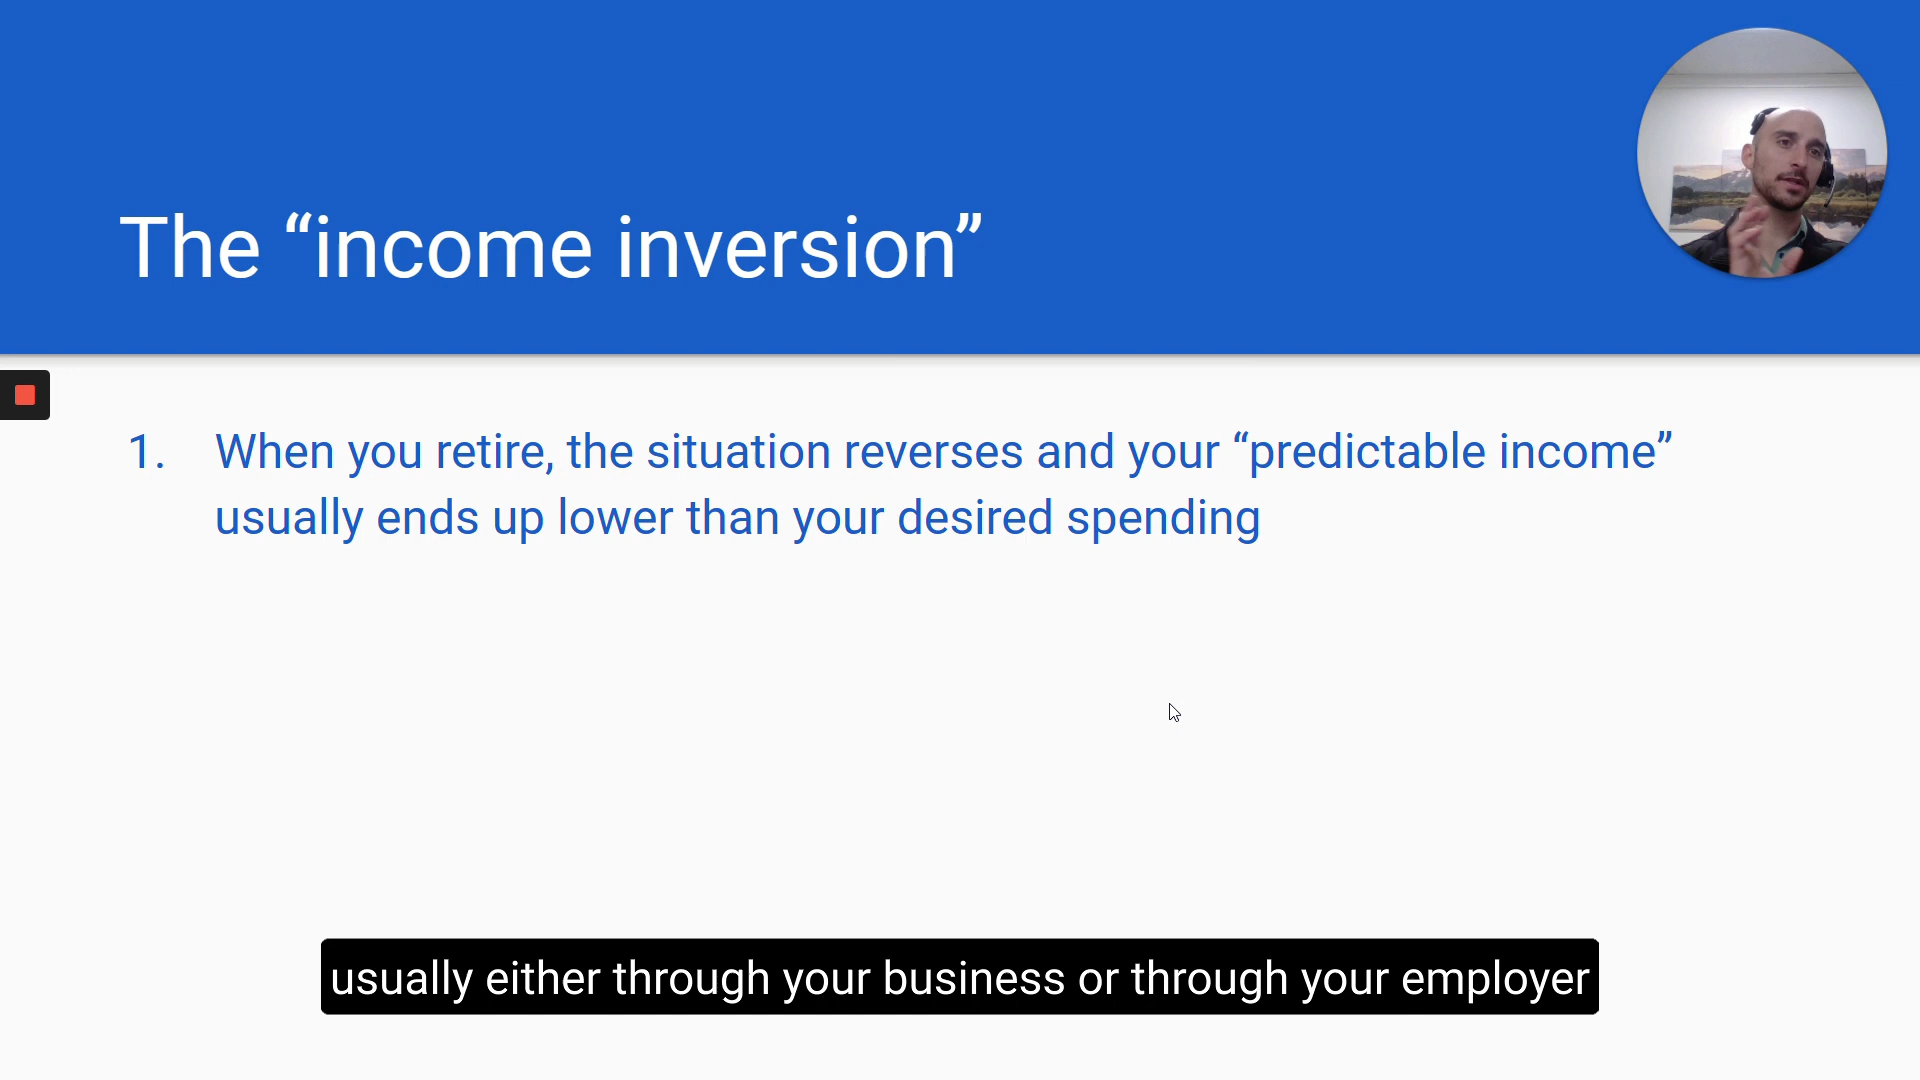 The “income inversion”
1. When you retire, the situation reverses and your “predictable income”
usually ends up lower than your desired spending
usually either through your business or through your employer